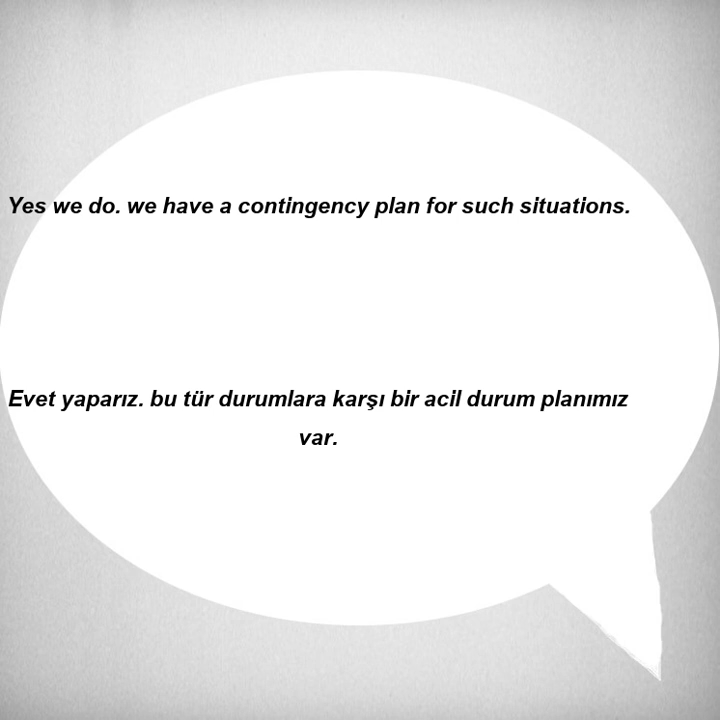 Yes we do. we have a contingency plan for such situations.
Evet yaparız. bu tür durumlara karşı bir acil durum planımız
var.